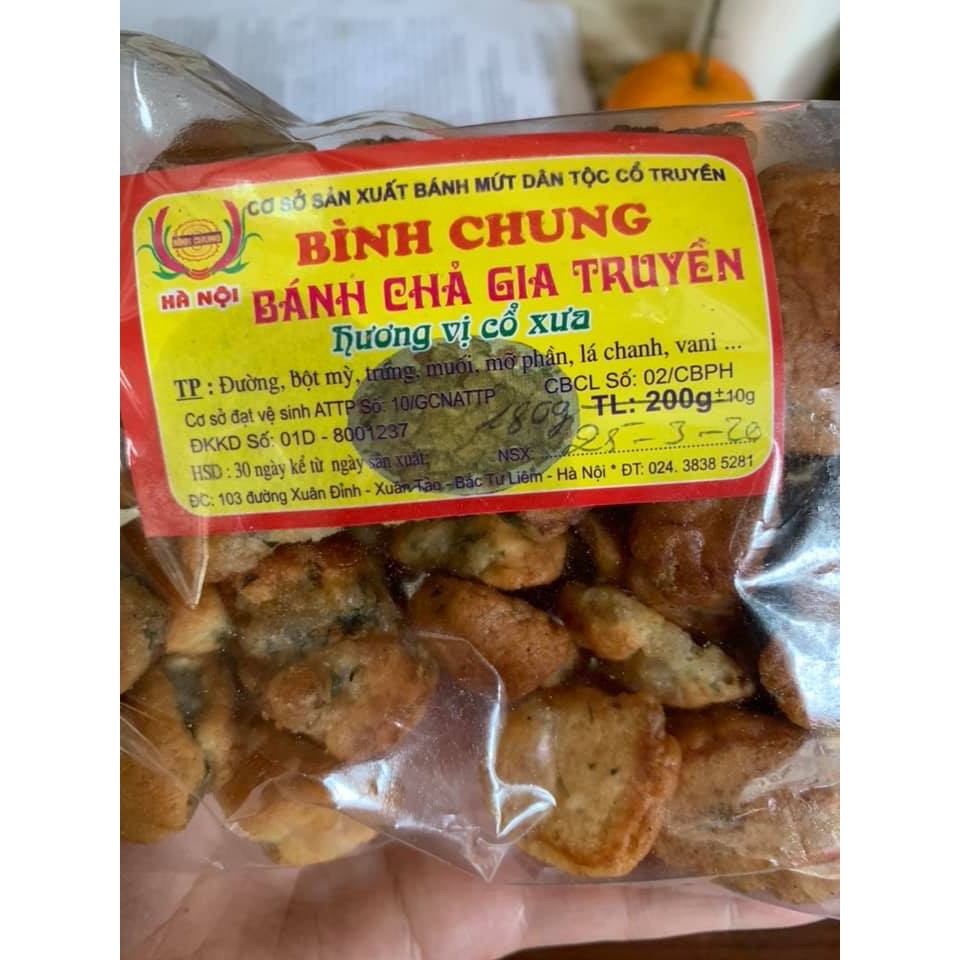 CƠ SỞ SẢN XUẤT BÁNH MỨT DÂN TỘC CỔ TRUYỀN
BÌNH CHUNG
BÌNH CHUNG
HÀ NỘI
BÁNH CHẢ GIA TRUYỀN
Hương vị cổ xưa
TP : Đường, bột mỳ, trứng, muối, mỡ phần, lá chanh, vani ...
Cơ sở đạt vệ sinh ATTP Số: 10/GCNATTP
CBCL Số: 02/CBPH
ĐKKD Số: 01D - 8001237
180g
TL: 200g±10g
HSD : 30 ngày kể từ ngày sản xuất;
NSX: 25-3-20
ĐC: 103 đường Xuân Đỉnh - Xuân Tảo - Bắc Từ Liêm - Hà Nội * ĐT: 024. 3838 5281